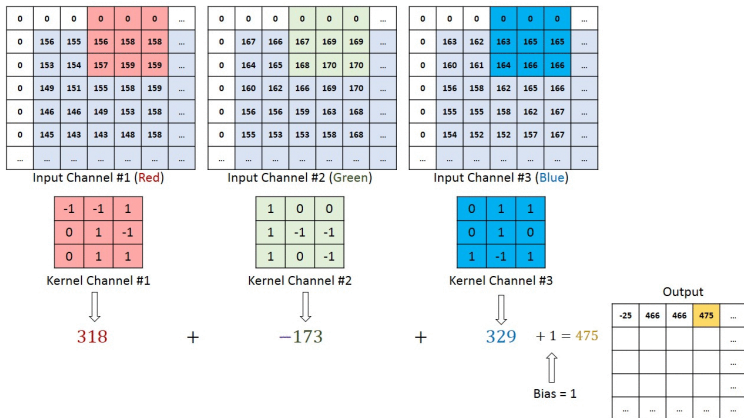 0 0 0 0 0 0 ...
0 156 155 156 158 158 ...
0 153 154 157 159 159 ...
0 149 151 155 158 159 ...
0 146 146 149 153 158 ...
0 145 143 143 148 158 ...
... ... ... ... ... ... ...
Input Channel #1 (Red)
0 0 0 0 0 0 ...
0 167 166 167 169 169 ...
0 164 165 168 170 170 ...
0 160 162 166 169 170 ...
0 156 156 159 163 168 ...
0 155 153 153 158 168 ...
... ... ... ... ... ... ...
Input Channel #2 (Green)
0 0 0 0 0 0 ...
0 163 162 163 165 165 ...
0 160 161 164 166 166 ...
0 156 158 162 165 166 ...
0 155 155 158 162 167 ...
0 154 152 152 157 167 ...
... ... ... ... ... ... ...
Input Channel #3 (Blue)
-1 -1 1
0 1 -1
0 1 1
Kernel Channel #1
1 0 0
1 -1 -1
1 0 -1
Kernel Channel #2
0 1 1
0 1 0
1 -1 1
Kernel Channel #3
318 + −173 + 329 + 1 = 475
Bias = 1
Output
-25 466 466 475 ...
...
...
...
... ... ... ... ...